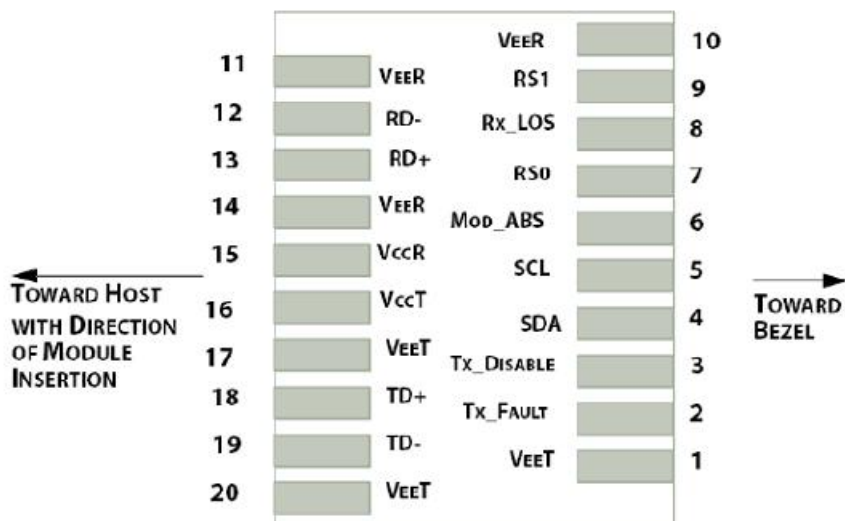 11 VEER
12 RD-
13 RD+
14 VEER
15 VCCR
16 VCCT
17 VEET
18 TD+
19 TD-
20 VEET
TOWARD HOST
WITH DIRECTION
OF MODULE
INSERTION
VEER 10
RS1 9
RX_LOS 8
RS0 7
MOD_ABS 6
SCL 5
SDA 4
TX_DISABLE 3
TX_FAULT 2
VEET 1
TOWARD
BEZEL